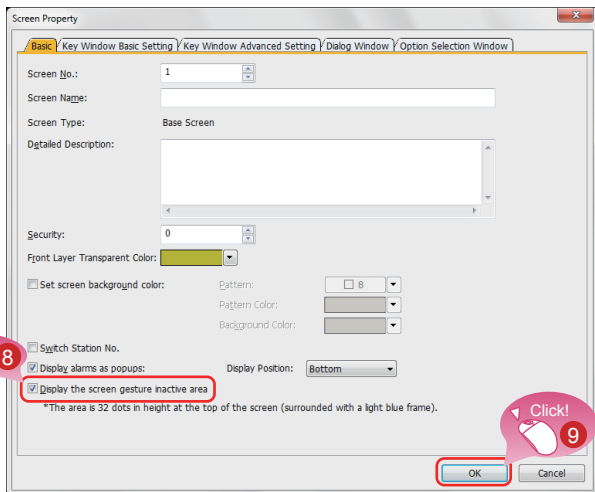 Screen Property
Basic Key Window Basic Setting Key Window Advanced Setting Dialog Window Option Selection Window
Screen No.: 1
Screen Name:
Screen Type: Base Screen
Detailed Description:
Security: 0
Front Layer Transparent Color:
Set screen background color: Pattern: 8
Pattern Color:
Background Color:
Switch Station No.
8
Display alarms as popups: Display Position: Bottom
Display the screen gesture inactive area
*The area is 32 dots in height at the top of the screen (surrounded with a light blue frame).
Click!
9
OK Cancel